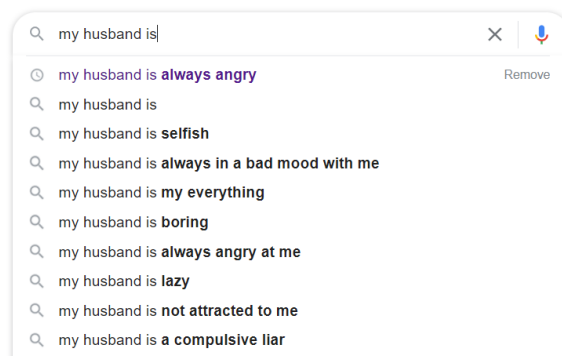 my husband is
my husband is always angry Remove
my husband is
my husband is selfish
my husband is always in a bad mood with me
my husband is my everything
my husband is boring
my husband is always angry at me
my husband is lazy
my husband is not attracted to me
my husband is a compulsive liar